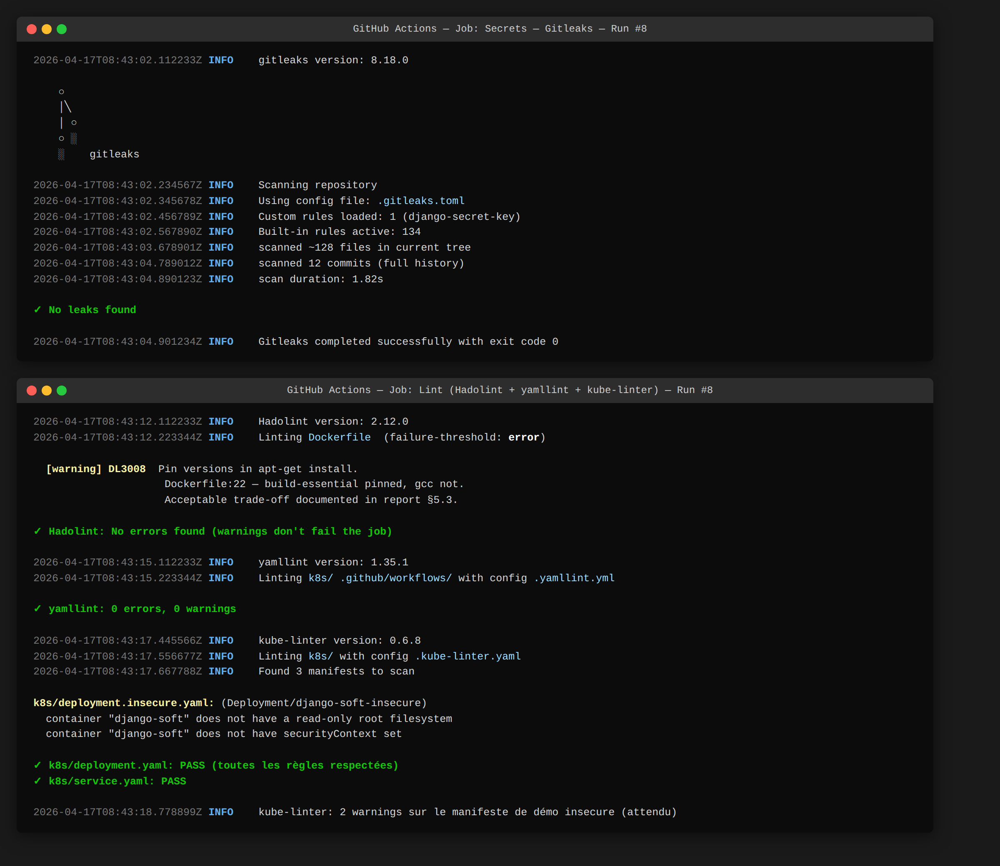 GitHub Actions — Job: Secrets — Gitleaks — Run #8
2026-04-17T08:43:02.112233Z INFO    gitleaks version: 8.18.0
    ○
    │╲
    │ ○
    ○ ░
    ░    gitleaks
2026-04-17T08:43:02.234567Z INFO    Scanning repository
2026-04-17T08:43:02.345678Z INFO    Using config file: .gitleaks.toml
2026-04-17T08:43:02.456789Z INFO    Custom rules loaded: 1 (django-secret-key)
2026-04-17T08:43:02.567890Z INFO    Built-in rules active: 134
2026-04-17T08:43:03.678901Z INFO    scanned ~128 files in current tree
2026-04-17T08:43:04.789012Z INFO    scanned 12 commits (full history)
2026-04-17T08:43:04.890123Z INFO    scan duration: 1.82s
✓ No leaks found
2026-04-17T08:43:04.901234Z INFO    Gitleaks completed successfully with exit code 0
GitHub Actions — Job: Lint (Hadolint + yamllint + kube-linter) — Run #8
2026-04-17T08:43:12.112233Z INFO    Hadolint version: 2.12.0
2026-04-17T08:43:12.223344Z INFO    Linting Dockerfile  (failure-threshold: error)
  [warning] DL3008  Pin versions in apt-get install.
                     Dockerfile:22 — build-essential pinned, gcc not.
                     Acceptable trade-off documented in report §5.3.
✓ Hadolint: No errors found (warnings don't fail the job)
2026-04-17T08:43:15.112233Z INFO    yamllint version: 1.35.1
2026-04-17T08:43:15.223344Z INFO    Linting k8s/ .github/workflows/ with config .yamllint.yml
✓ yamllint: 0 errors, 0 warnings
2026-04-17T08:43:17.445566Z INFO    kube-linter version: 0.6.8
2026-04-17T08:43:17.556677Z INFO    Linting k8s/ with config .kube-linter.yaml
2026-04-17T08:43:17.667788Z INFO    Found 3 manifests to scan
k8s/deployment.insecure.yaml: (Deployment/django-soft-insecure)
  container "django-soft" does not have a read-only root filesystem
  container "django-soft" does not have securityContext set
✓ k8s/deployment.yaml: PASS (toutes les règles respectées)
✓ k8s/service.yaml: PASS
2026-04-17T08:43:18.778899Z INFO    kube-linter: 2 warnings sur le manifeste de démo insecure (attendu)